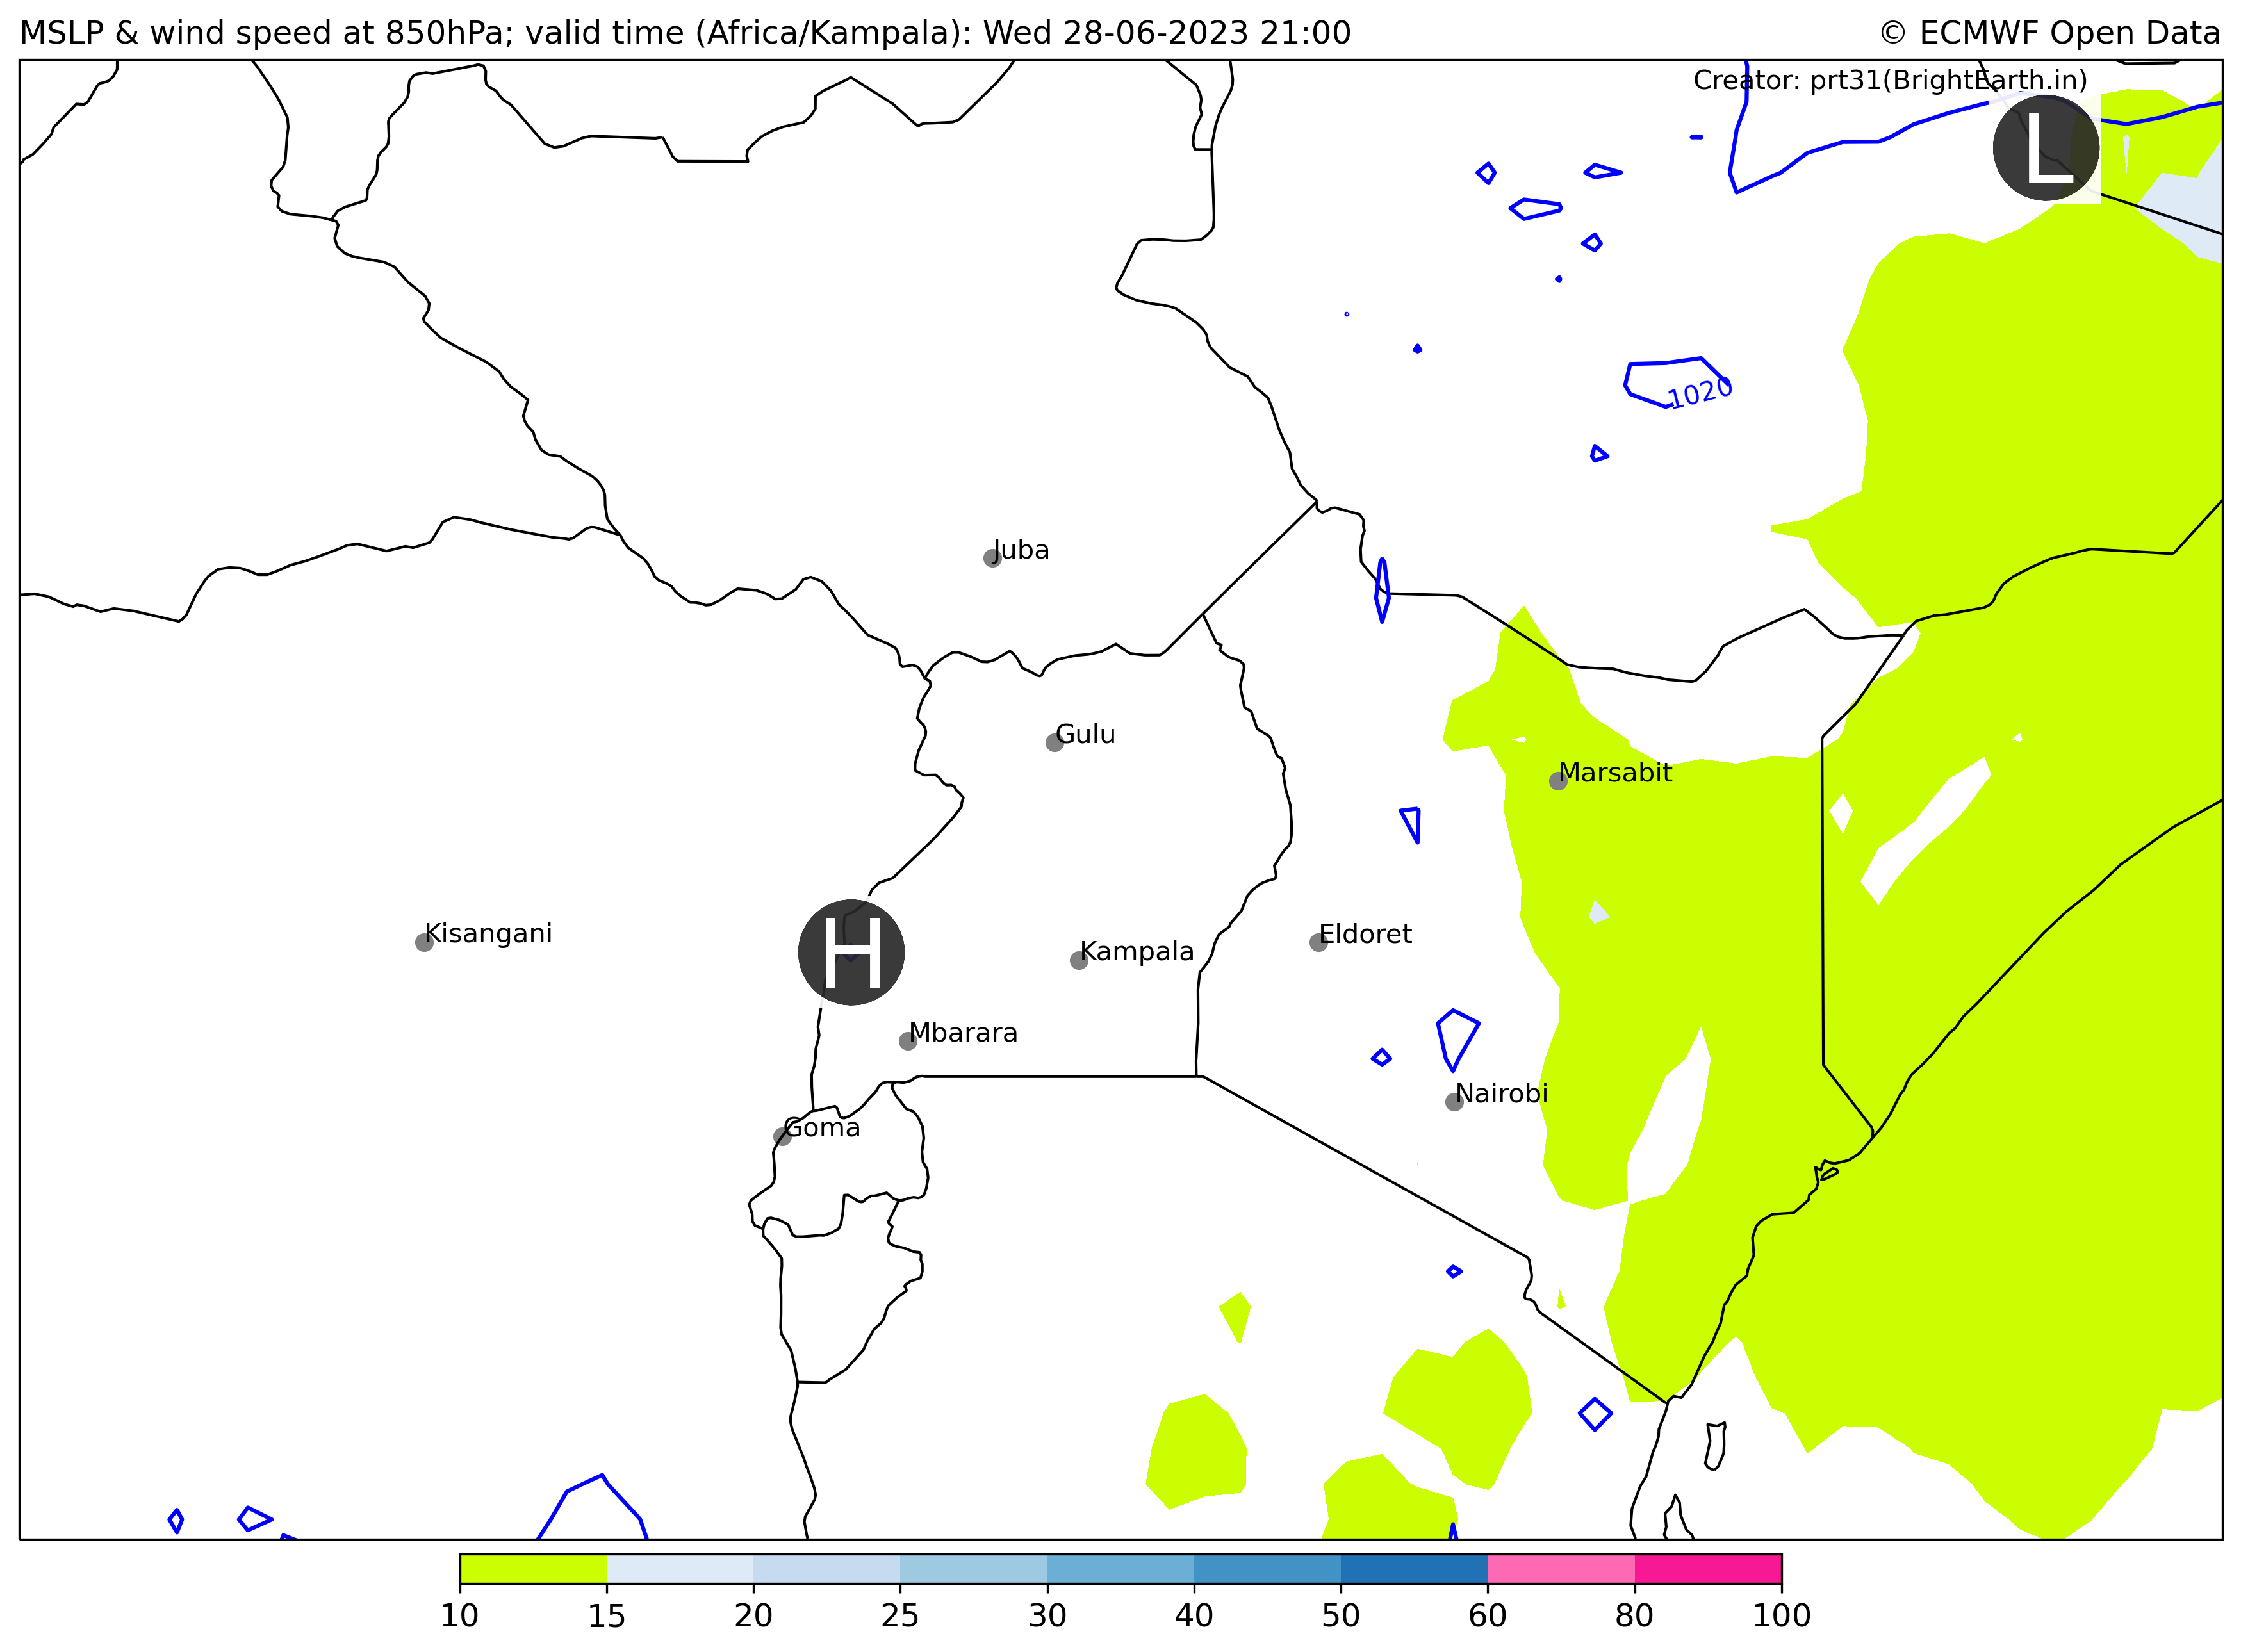 MSLP & wind speed at 850hPa; valid time (Africa/Kampala): Wed 28-06-2023 21:00
© ECMWF Open Data
Creator: prt31(BrightEarth.in)
L
1020
Juba
Gulu
Marsabit
Kisangani
H
Kampala
Eldoret
Mbarara
Nairobi
Goma
10 15 20 25 30 40 50 60 80 100